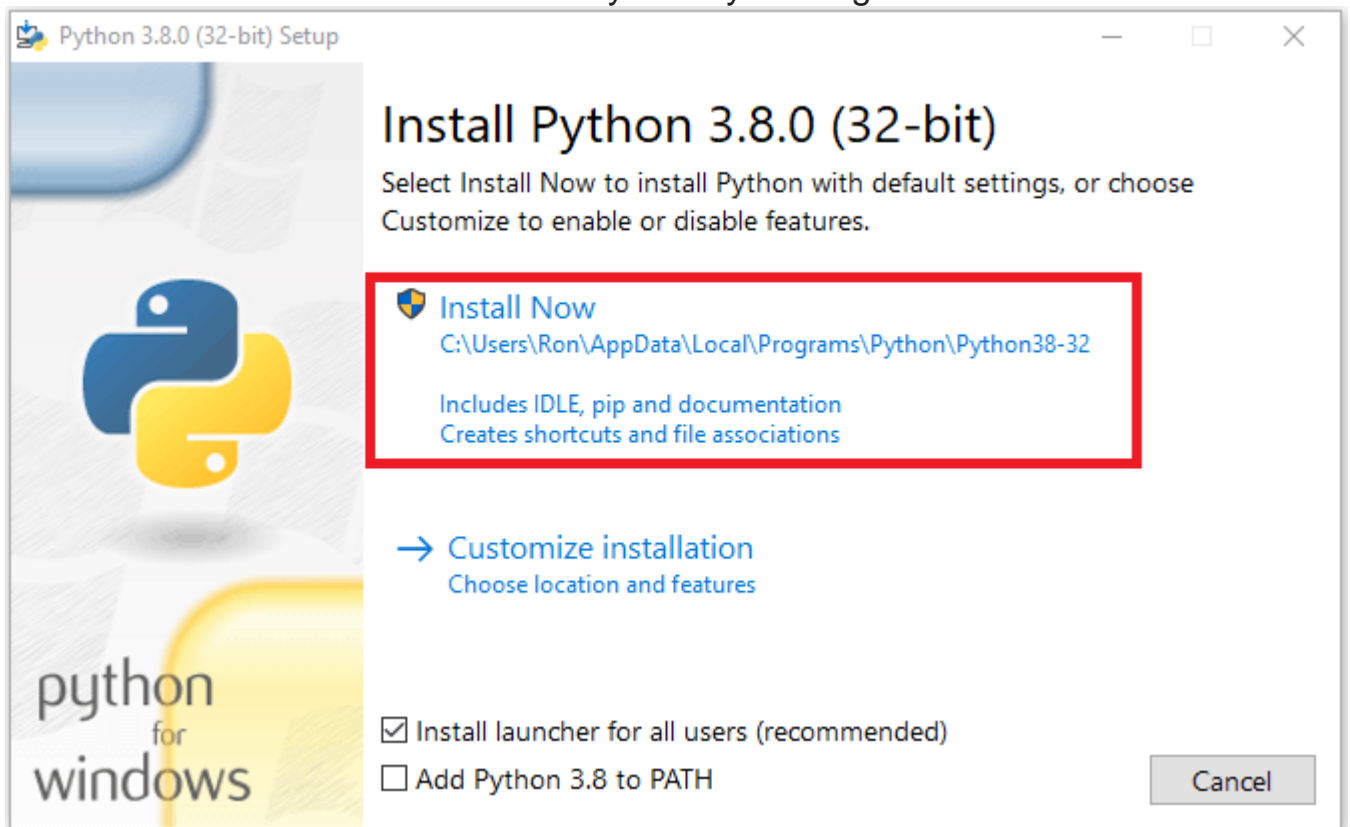 Python 3.8.0 (32-bit) Setup
Install Python 3.8.0 (32-bit)
Select Install Now to install Python with default settings, or choose
Customize to enable or disable features.
Install Now
C:\Users\Ron\AppData\Local\Programs\Python\Python38-32
Includes IDLE, pip and documentation
Creates shortcuts and file associations
Customize installation
Choose location and features
python
for
windows
Install launcher for all users (recommended)
Add Python 3.8 to PATH
Cancel